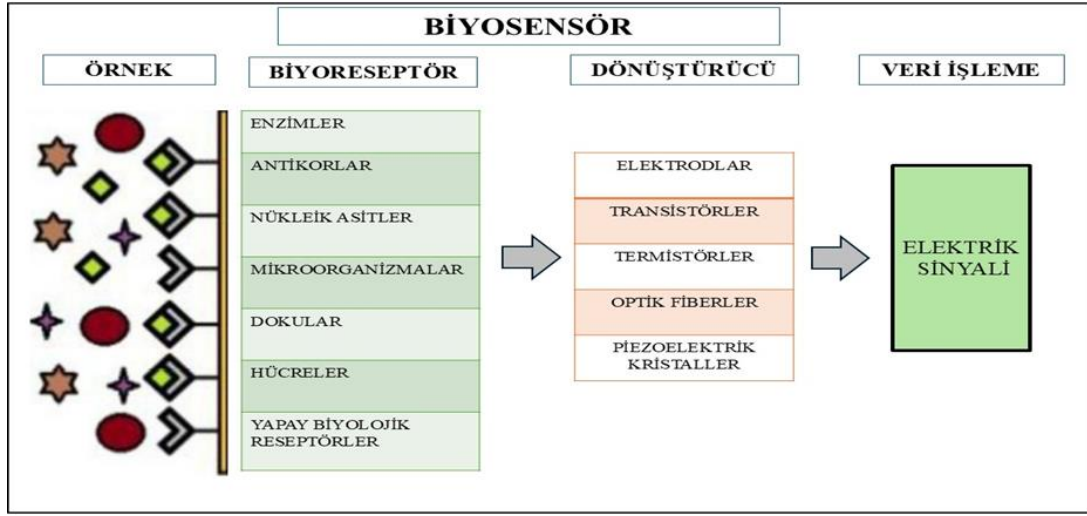 BİYOSENSÖR
ÖRNEK
BİYORESEPTÖR
DÖNÜŞTÜRÜCÜ
VERİ İŞLEME
ENZİMLER
ANTİKORLAR
NÜKLEİK ASİTLER
MİKROORGANİZMALAR
DOKULAR
HÜCRELER
YAPAY BİYOLOJİK
RESEPTÖRLER
ELEKTRODLAR
TRANSİSTÖRLER
TERMİSTÖRLER
OPTİK FİBERLER
PİEZOELEKTRİK
KRİSTALLER
ELEKTRİK
SİNYALİ